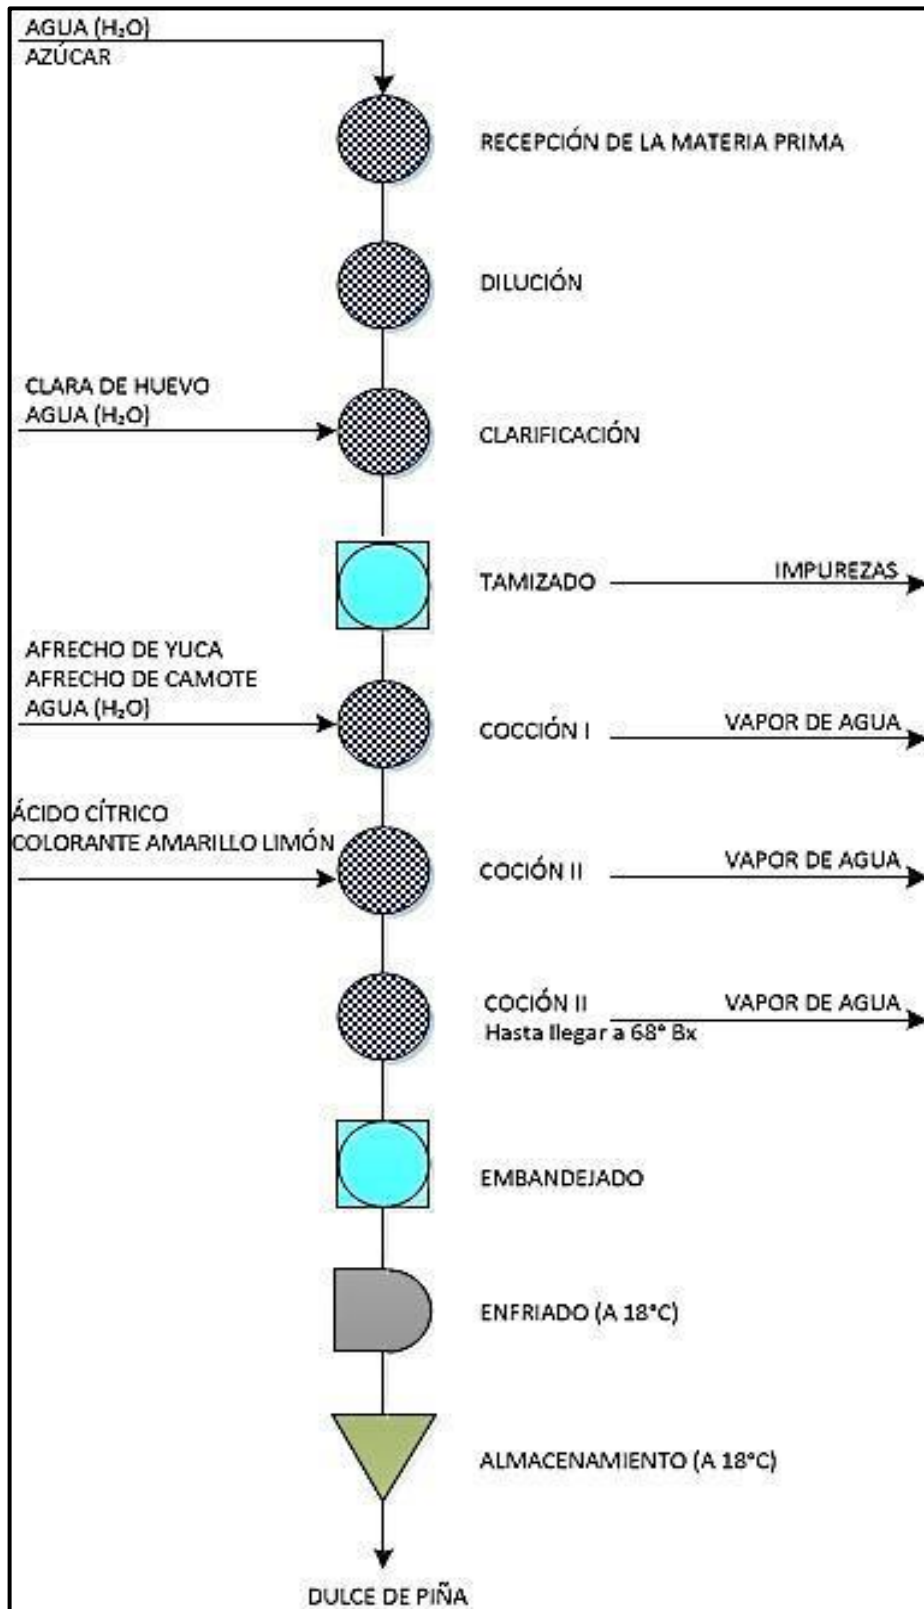 AGUA (H₂O)
AZÚCAR
RECEPCIÓN DE LA MATERIA PRIMA
DILUCIÓN
CLARA DE HUEVO
AGUA (H₂O)
CLARIFICACIÓN
TAMIZADO
IMPUREZAS
AFRECHO DE YUCA
AFRECHO DE CAMOTE
AGUA (H₂O)
COCCIÓN I
VAPOR DE AGUA
ÁCIDO CÍTRICO
COLORANTE AMARILLO LIMÓN
COCIÓN II
VAPOR DE AGUA
COCIÓN II
VAPOR DE AGUA
Hasta llegar a 68° Bx
EMBANDEJADO
ENFRIADO (A 18°C)
ALMACENAMIENTO (A 18°C)
DULCE DE PIÑA